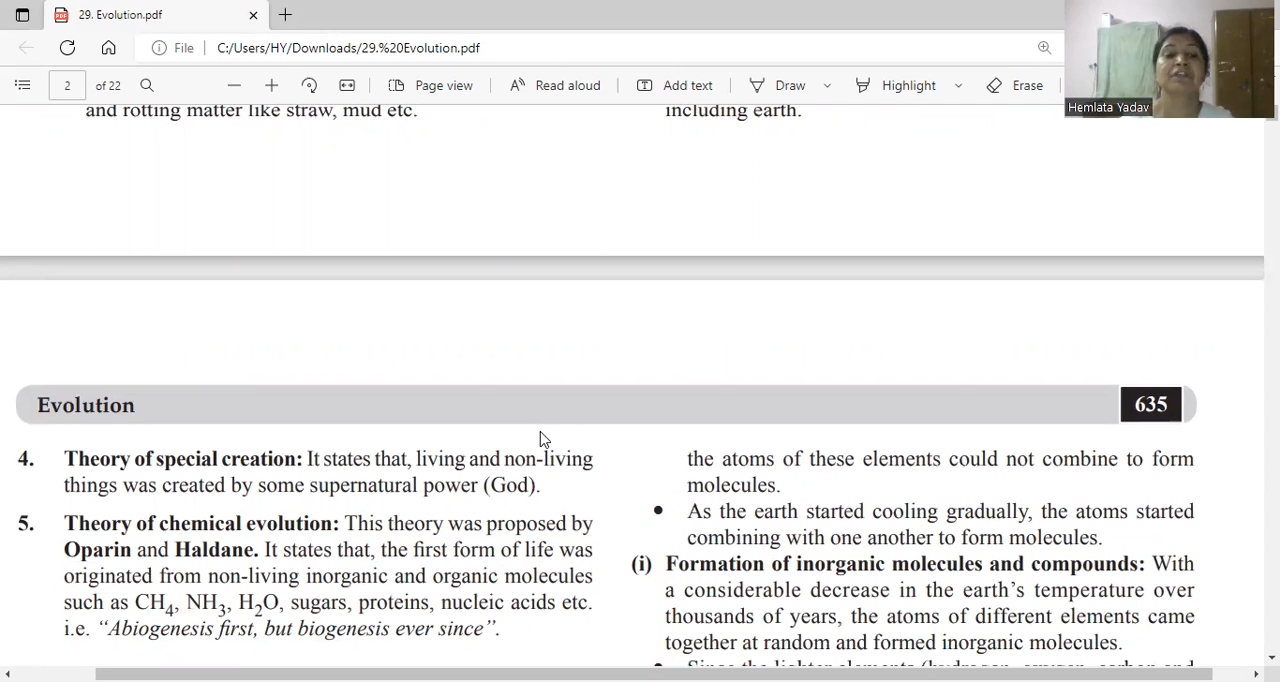 29. Evolution.pdf
File
C:/Users/HY/Downloads/29.%20Evolution.pdf
2 of 22
Page view
Read aloud
Add text
Draw
Highlight
Erase
Hemlata Yadav
and rotting matter like straw, mud etc.
including earth.
Evolution
635
4. Theory of special creation: It states that, living and non-living
things was created by some supernatural power (God).
5. Theory of chemical evolution: This theory was proposed by
Oparin and Haldane. It states that, the first form of life was
originated from non-living inorganic and organic molecules
such as CH4, NH3, H2O, sugars, proteins, nucleic acids etc.
i.e. “Abiogenesis first, but biogenesis ever since”.
the atoms of these elements could not combine to form
molecules.
• As the earth started cooling gradually, the atoms started
combining with one another to form molecules.
(i) Formation of inorganic molecules and compounds: With
a considerable decrease in the earth’s temperature over
thousands of years, the atoms of different elements came
together at random and formed inorganic molecules.
• Since the lighter elements (hydrogen, oxygen, carbon and